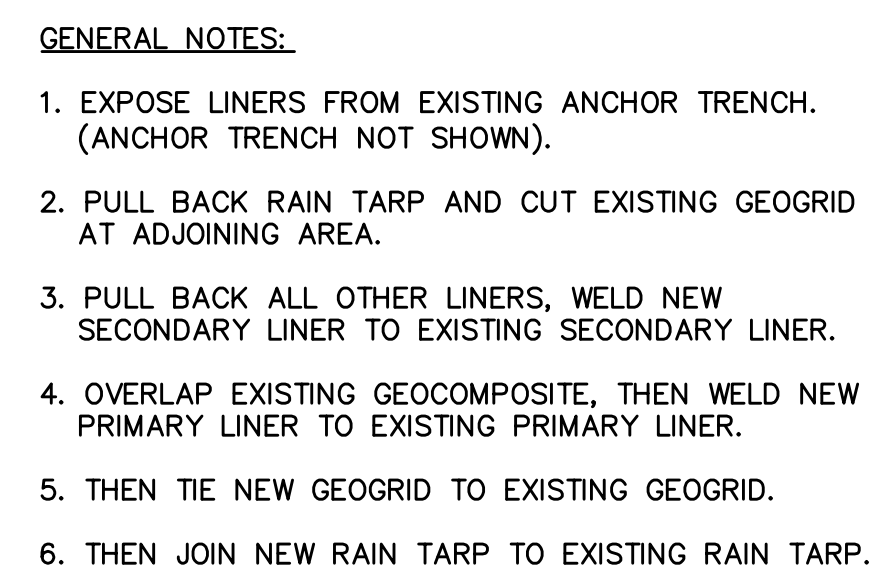 GENERAL NOTES:
1. EXPOSE LINERS FROM EXISTING ANCHOR TRENCH.
(ANCHOR TRENCH NOT SHOWN).
2. PULL BACK RAIN TARP AND CUT EXISTING GEOGRID
AT ADJOINING AREA.
3. PULL BACK ALL OTHER LINERS, WELD NEW
SECONDARY LINER TO EXISTING SECONDARY LINER.
4. OVERLAP EXISTING GEOCOMPOSITE, THEN WELD NEW
PRIMARY LINER TO EXISTING PRIMARY LINER.
5. THEN TIE NEW GEOGRID TO EXISTING GEOGRID.
6. THEN JOIN NEW RAIN TARP TO EXISTING RAIN TARP.